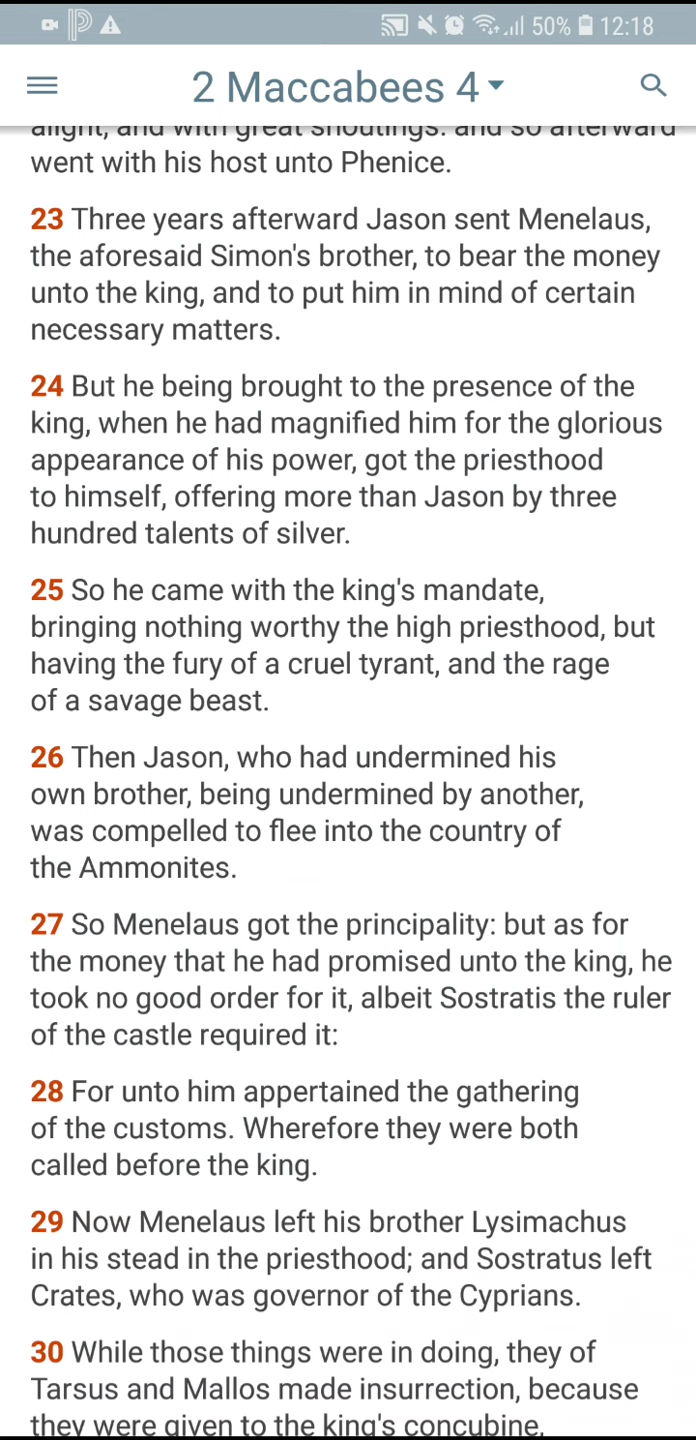 50% 12:18
2 Maccabees 4
alight, and with great shoutings: and so afterward
went with his host unto Phenice.
23 Three years afterward Jason sent Menelaus,
the aforesaid Simon's brother, to bear the money
unto the king, and to put him in mind of certain
necessary matters.
24 But he being brought to the presence of the
king, when he had magnified him for the glorious
appearance of his power, got the priesthood
to himself, offering more than Jason by three
hundred talents of silver.
25 So he came with the king's mandate,
bringing nothing worthy the high priesthood, but
having the fury of a cruel tyrant, and the rage
of a savage beast.
26 Then Jason, who had undermined his
own brother, being undermined by another,
was compelled to flee into the country of
the Ammonites.
27 So Menelaus got the principality: but as for
the money that he had promised unto the king, he
took no good order for it, albeit Sostratis the ruler
of the castle required it:
28 For unto him appertained the gathering
of the customs. Wherefore they were both
called before the king.
29 Now Menelaus left his brother Lysimachus
in his stead in the priesthood; and Sostratus left
Crates, who was governor of the Cyprians.
30 While those things were in doing, they of
Tarsus and Mallos made insurrection, because
they were given to the king's concubine,